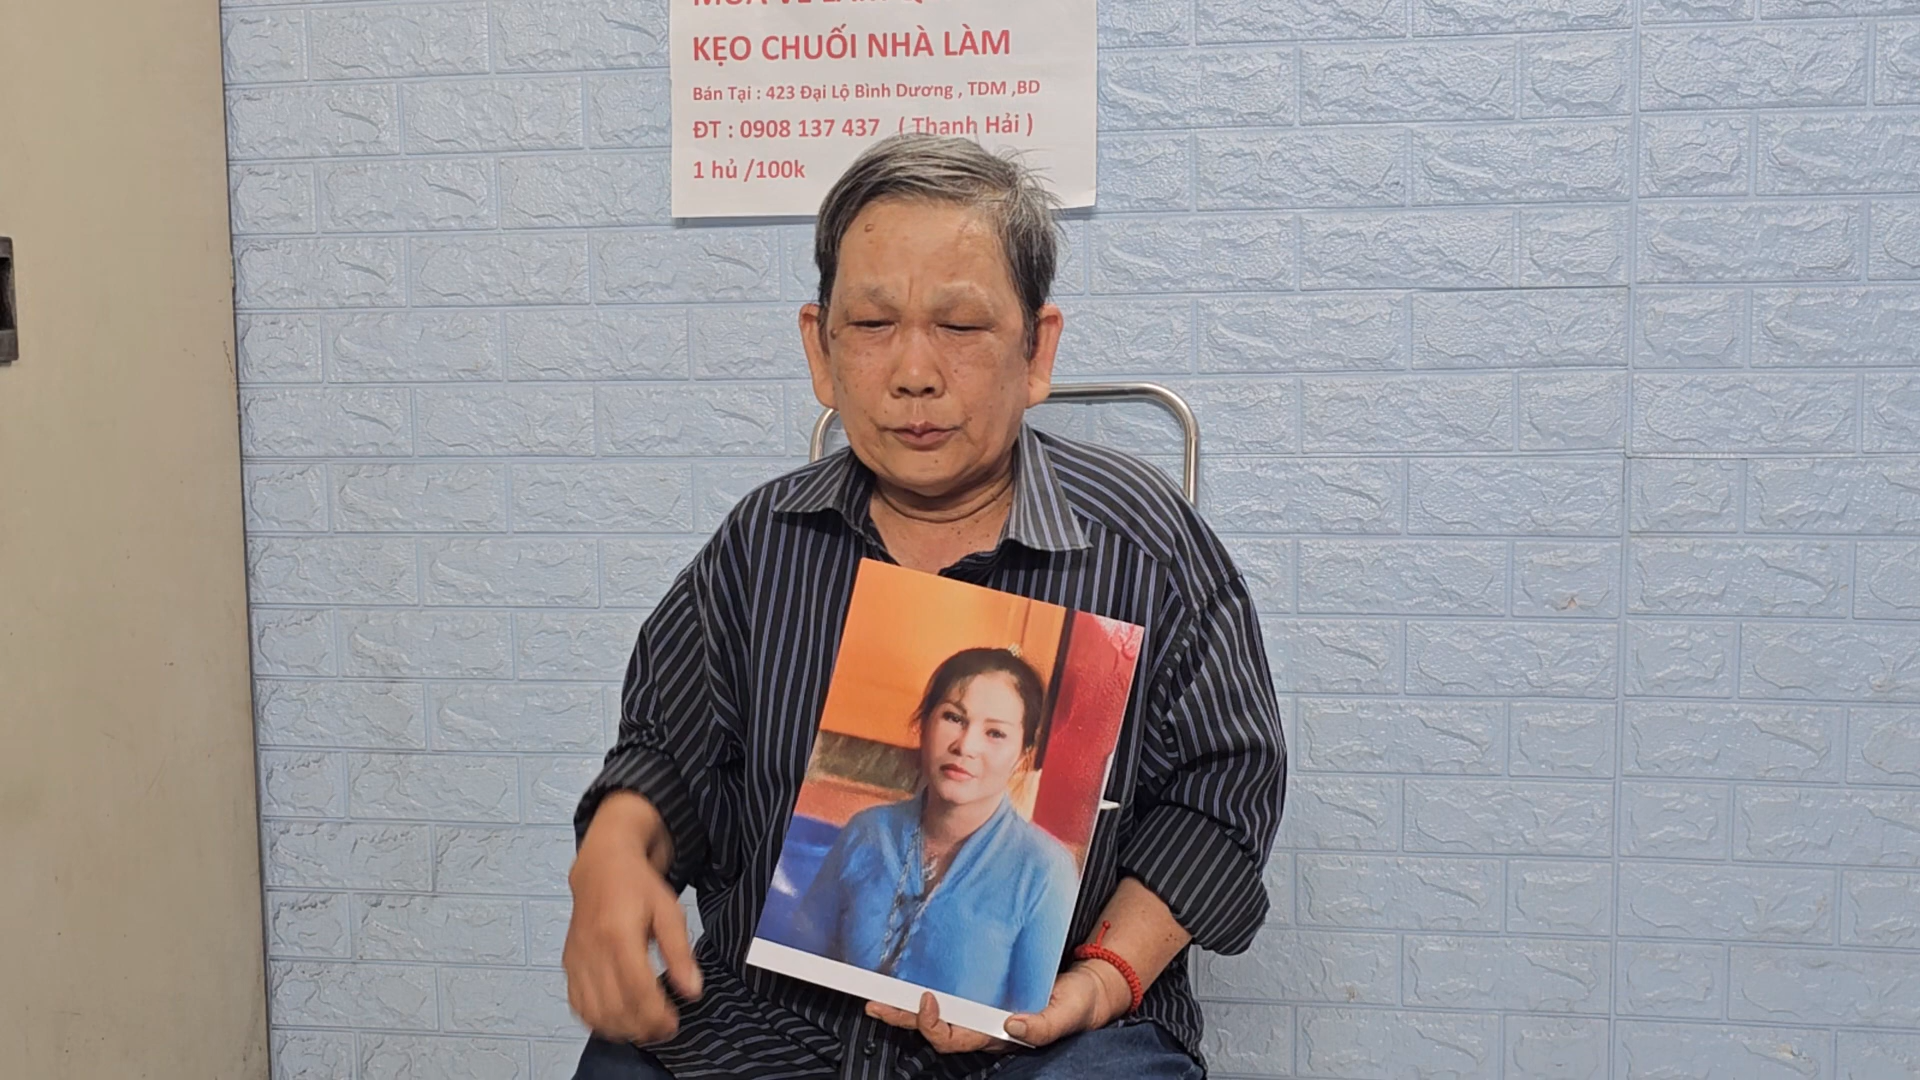 KẸO CHUỐI NHÀ LÀM
Bán Tại : 423 Đại Lộ Bình Dương , TDM ,BD
ĐT : 0908 137 437 ( Thanh Hải )
1 hủ /100k